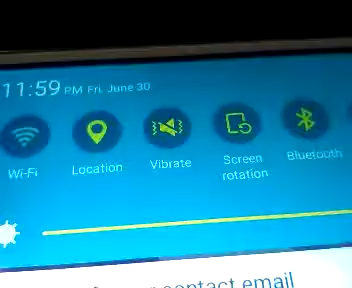 11:59 PM Fri, June 30
Wi-Fi
Location
Vibrate
Screen
rotation
Bluetooth
contact email